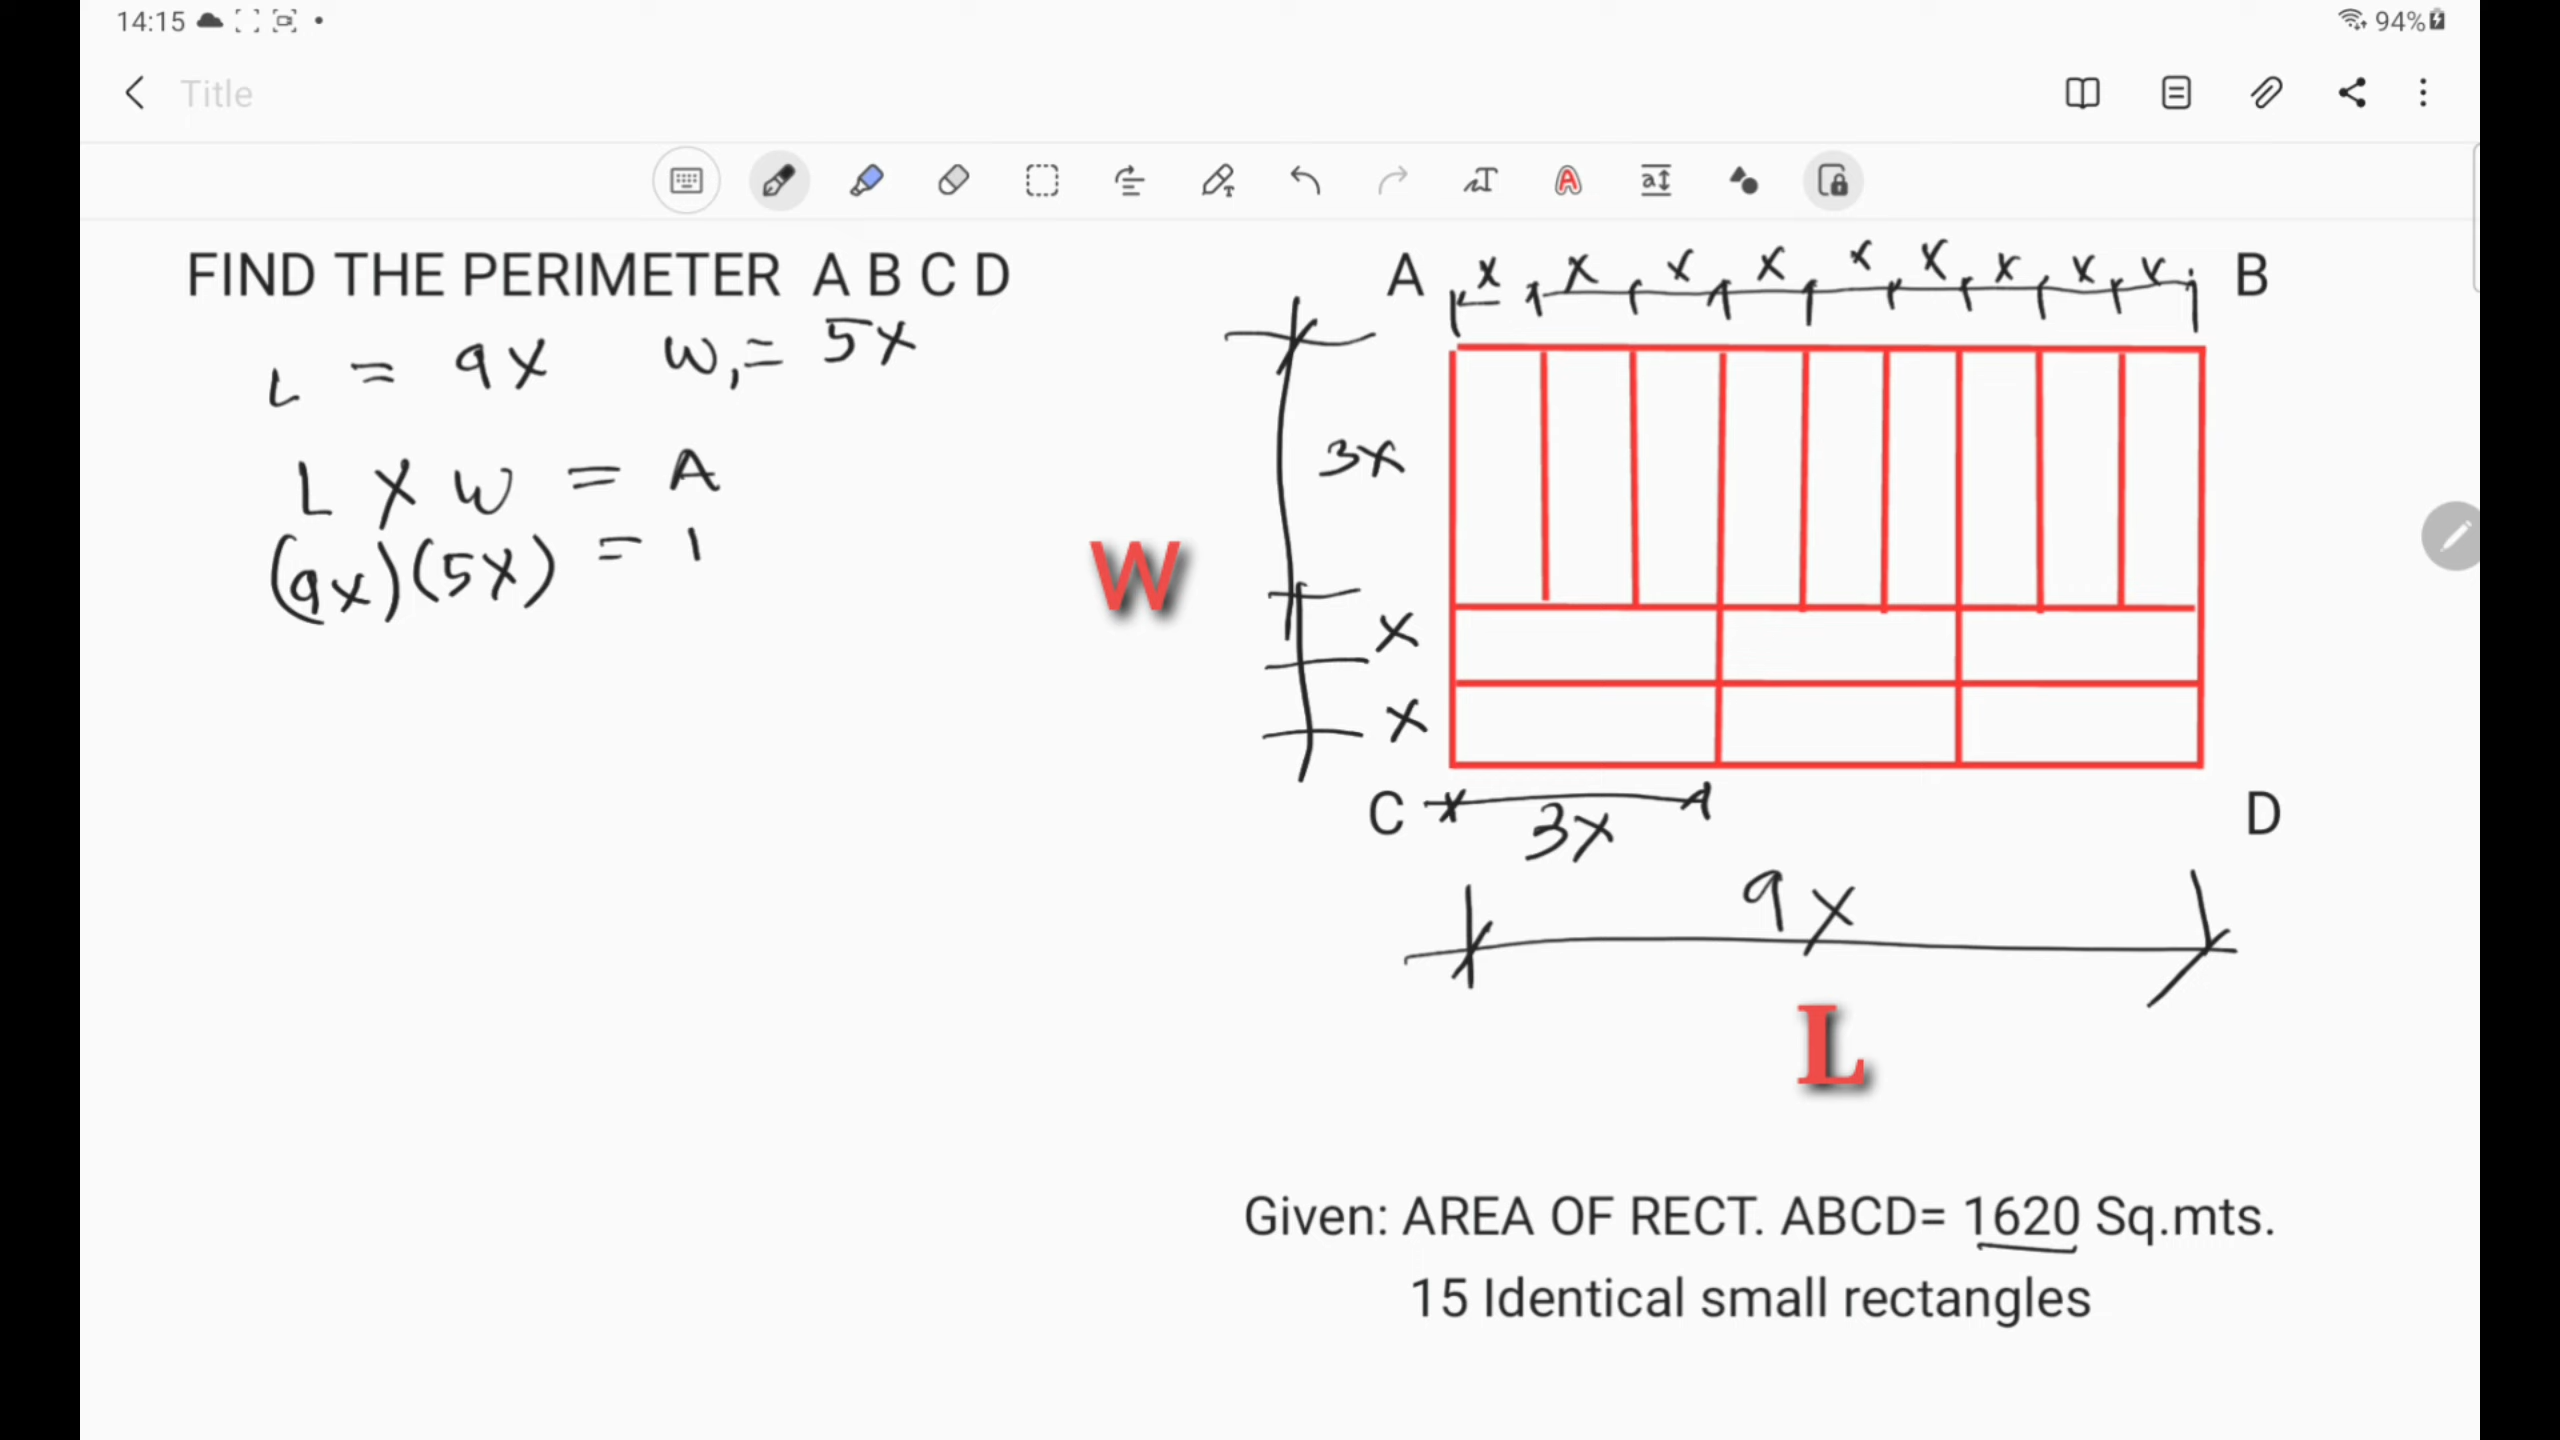 14:15 94%
Title
FIND THE PERIMETER A B C D
L = 9x W, = 5x
L x W = A
(9x)(5x) = 1
A x x x x x x x x x B
3x
W
x
x
C D
3x
9x
L
Given: AREA OF RECT. ABCD= 1620 Sq.mts.
15 Identical small rectangles